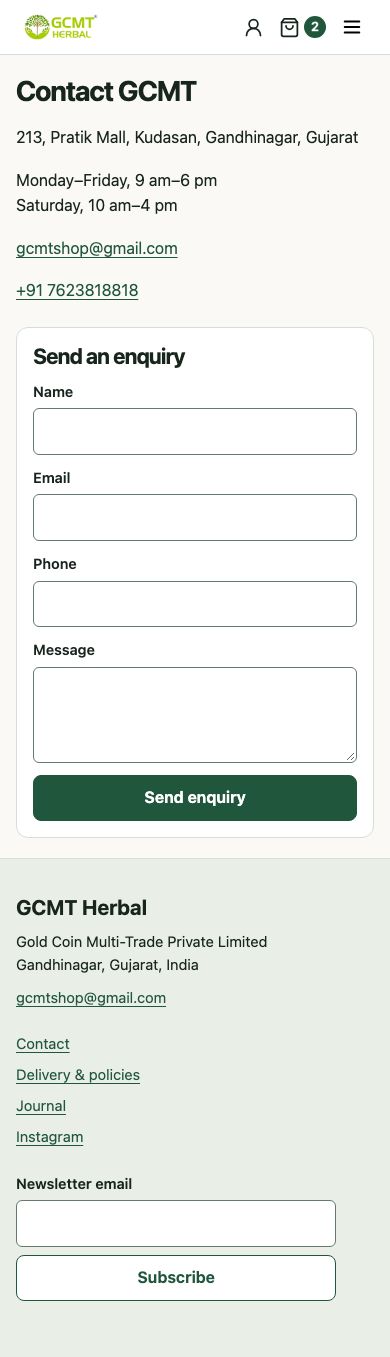 GCMT
HERBAL
2
Contact GCMT
213, Pratik Mall, Kudasan, Gandhinagar, Gujarat
Monday–Friday, 9 am–6 pm
Saturday, 10 am–4 pm
gcmtshop@gmail.com
+91 7623818818
Send an enquiry
Name
Email
Phone
Message
Send enquiry
GCMT Herbal
Gold Coin Multi-Trade Private Limited
Gandhinagar, Gujarat, India
gcmtshop@gmail.com
Contact
Delivery & policies
Journal
Instagram
Newsletter email
Subscribe